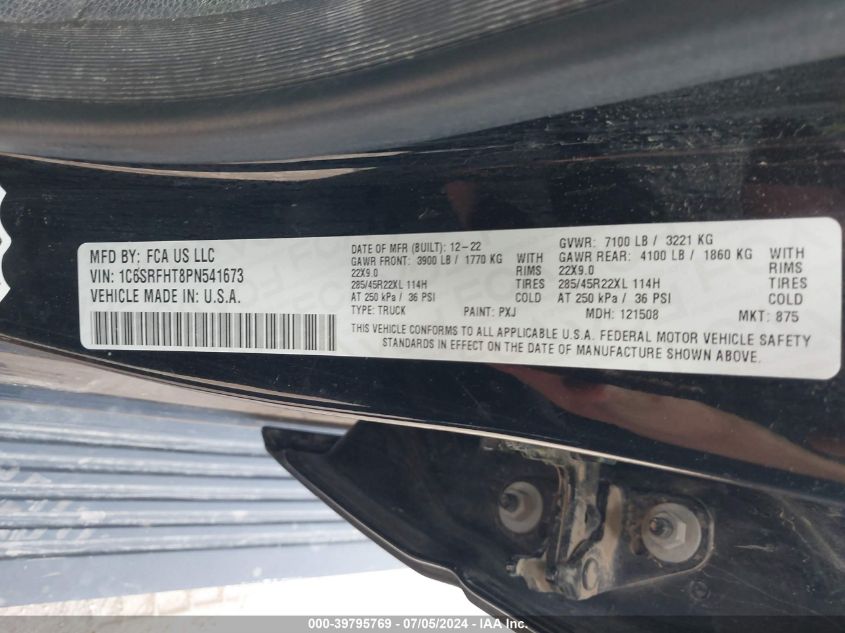 MFD BY: FCA US LLC
VIN: 1C6SRFHT8PN541673
VEHICLE MADE IN: U.S.A.
DATE OF MFR (BUILT): 12-22 GVWR: 7100 LB / 3221 KG
GAWR FRONT: 3900 LB / 1770 KG WITH GAWR REAR: 4100 LB / 1860 KG WITH
22X9.0 RIMS 22X9.0 RIMS
285/45R22XL 114H TIRES 285/45R22XL 114H TIRES
AT 250 kPa / 36 PSI COLD AT 250 kPa / 36 PSI COLD
TYPE: TRUCK PAINT: PXJ MDH: 121508 MKT: 875
THIS VEHICLE CONFORMS TO ALL APPLICABLE U.S.A. FEDERAL MOTOR VEHICLE SAFETY
STANDARDS IN EFFECT ON THE DATE OF MANUFACTURE SHOWN ABOVE.
000-39795769 - 07/05/2024 - IAAI.com